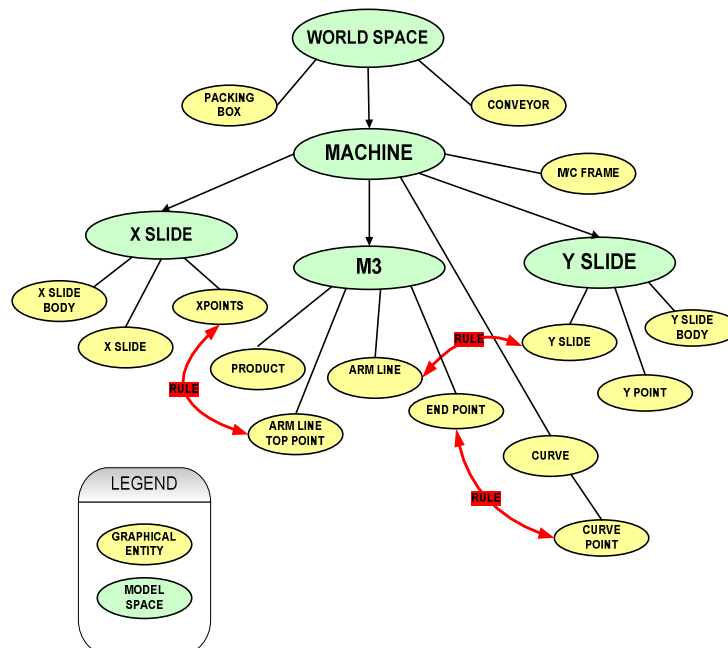 WORLD SPACE
PACKING
BOX
CONVEYOR
MACHINE
M/C FRAME
X SLIDE
M3
Y SLIDE
X SLIDE
BODY
XPOINTS
X SLIDE
PRODUCT
ARM LINE
RULE
Y SLIDE
Y SLIDE
BODY
Y POINT
RULE
ARM LINE
TOP POINT
END POINT
CURVE
RULE
CURVE
POINT
LEGEND
GRAPHICAL
ENTITY
MODEL
SPACE